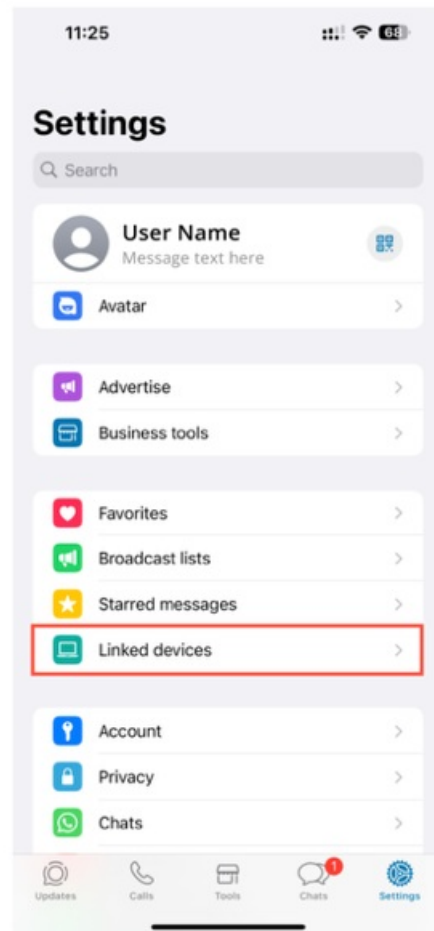 11:25
68
Settings
Search
User Name
Message text here
Avatar
Advertise
Business tools
Favorites
Broadcast lists
Starred messages
Linked devices
Account
Privacy
Chats
1
Updates Calls Tools Chats Settings